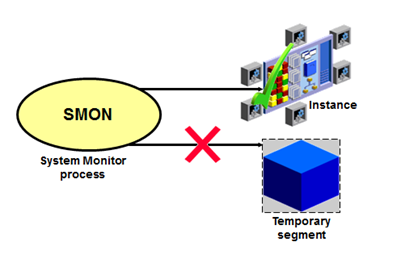 SMON
System Monitor
process
Instance
Temporary
segment